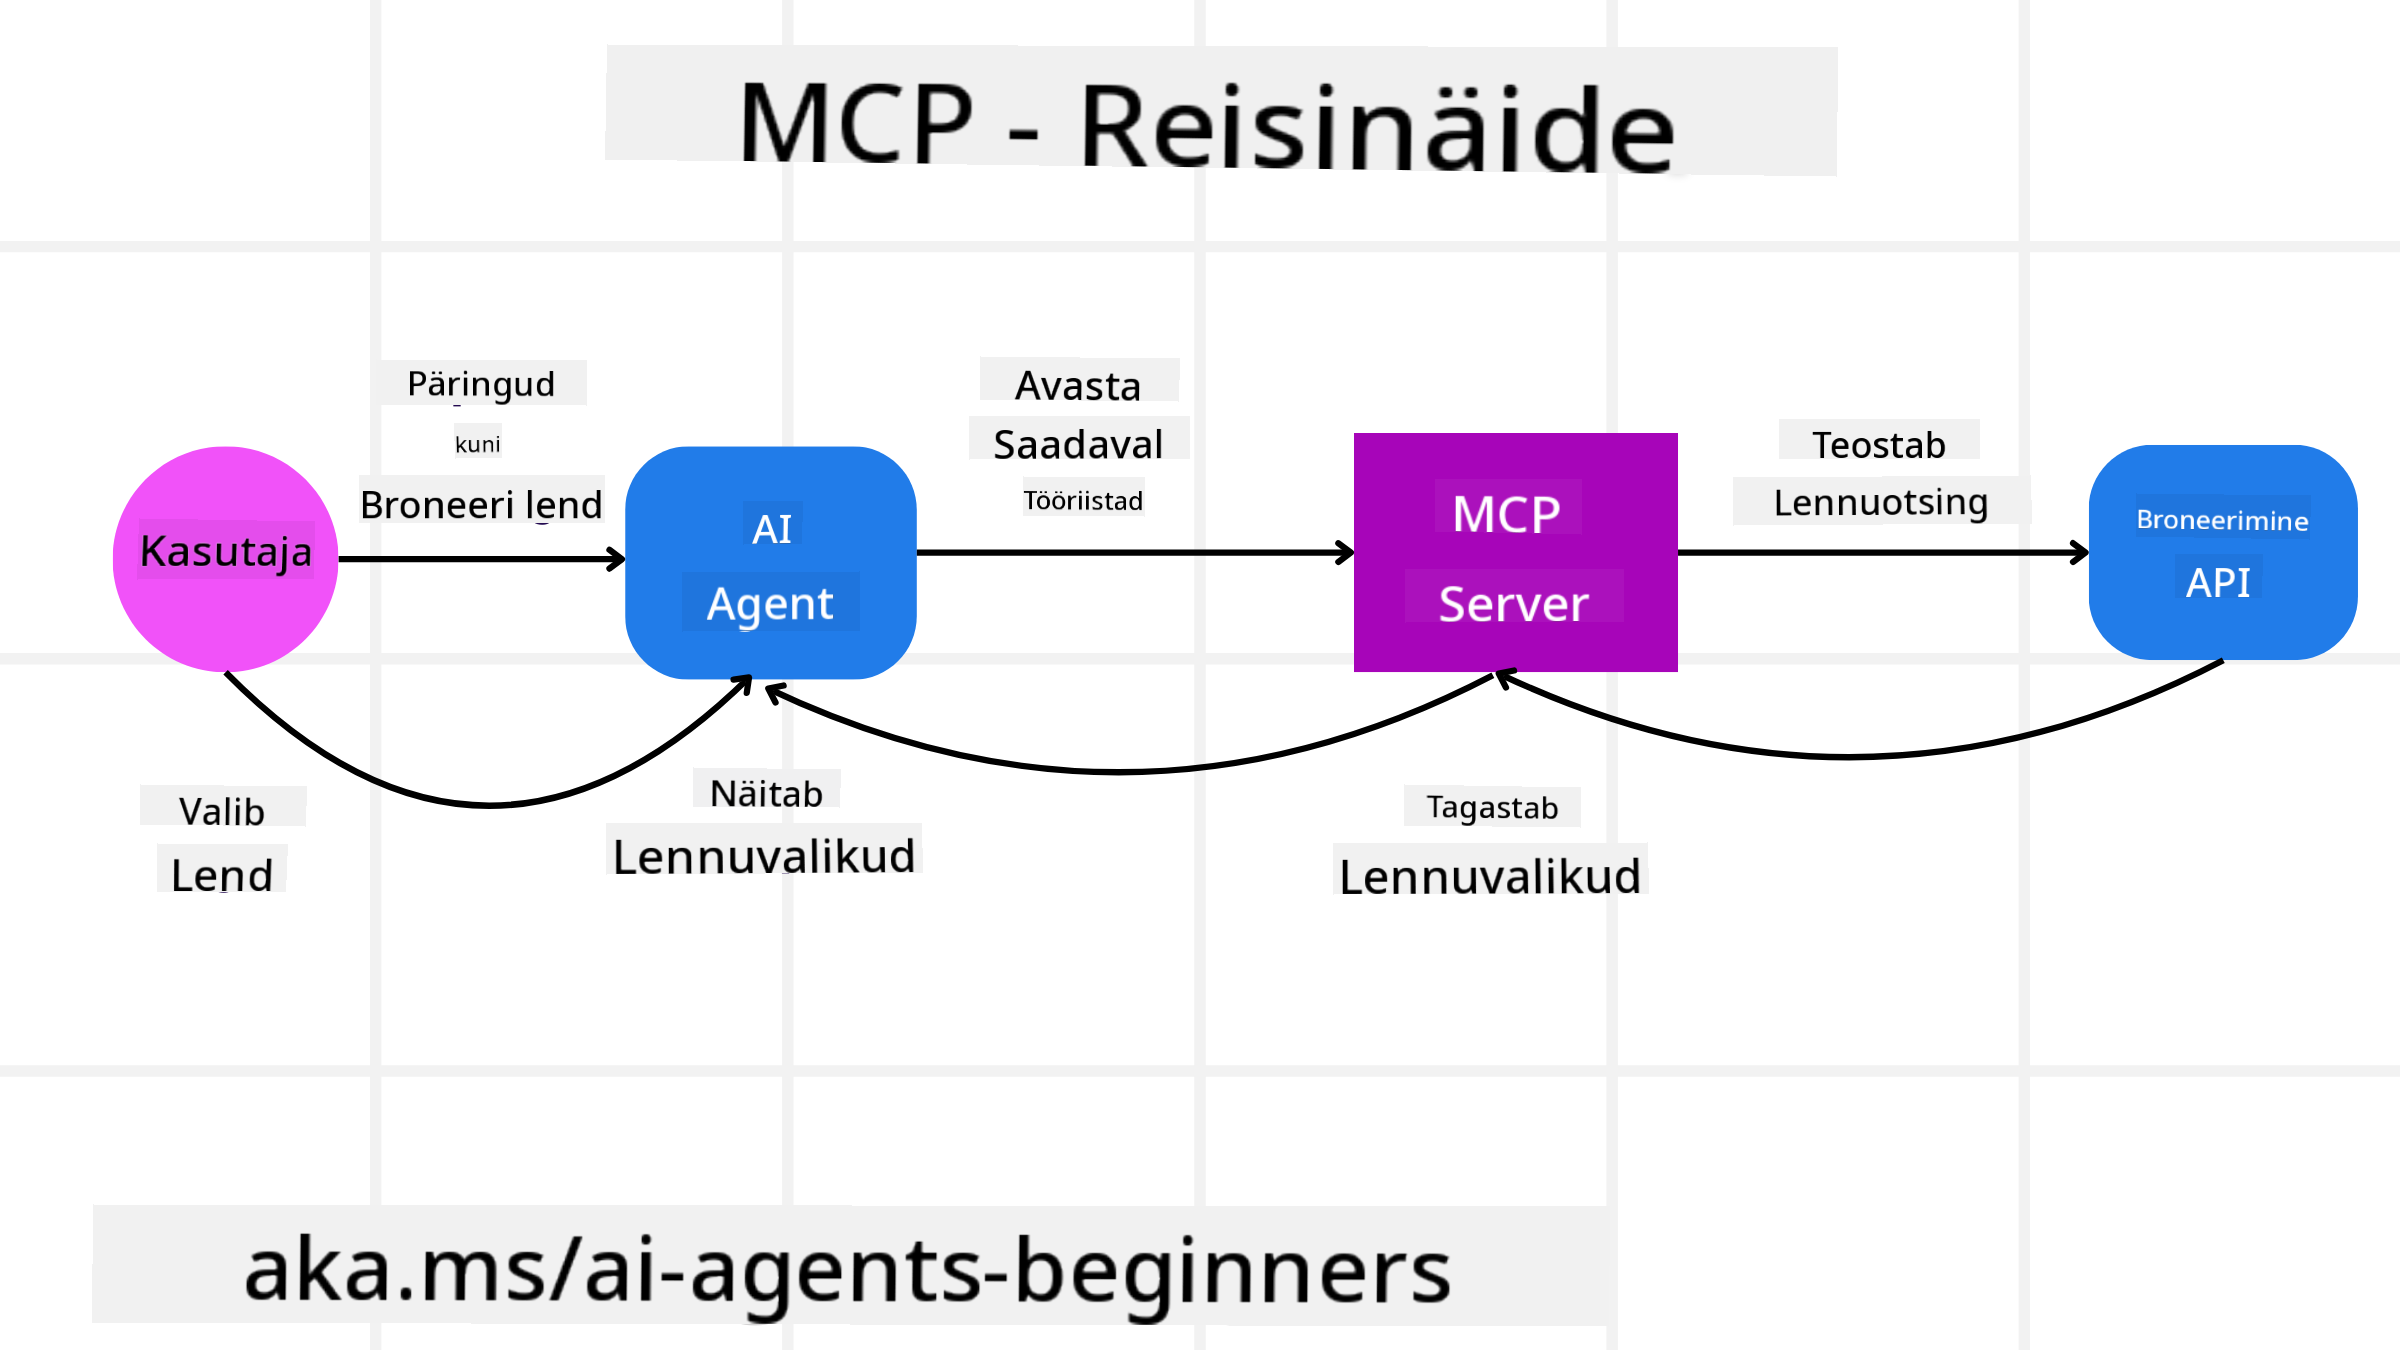 MCP - Reisinäide
Päringud
kuni
Broneeri lend
Avasta
Saadaval
Tööriistad
Teostab
Lennuotsing
Kasutaja
AI
Agent
MCP
Server
Broneerimine
API
Valib
Lend
Näitab
Lennuvalikud
Tagastab
Lennuvalikud
aka.ms/ai-agents-beginners